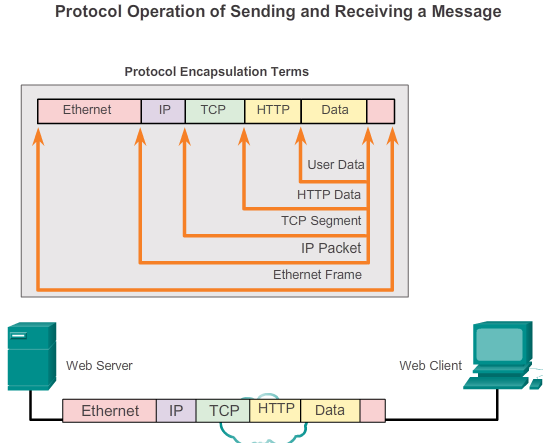 Protocol Operation of Sending and Receiving a Message
Protocol Encapsulation Terms
Ethernet IP TCP HTTP Data
User Data
HTTP Data
TCP Segment
IP Packet
Ethernet Frame
Web Server
Web Client
Ethernet IP TCP HTTP Data